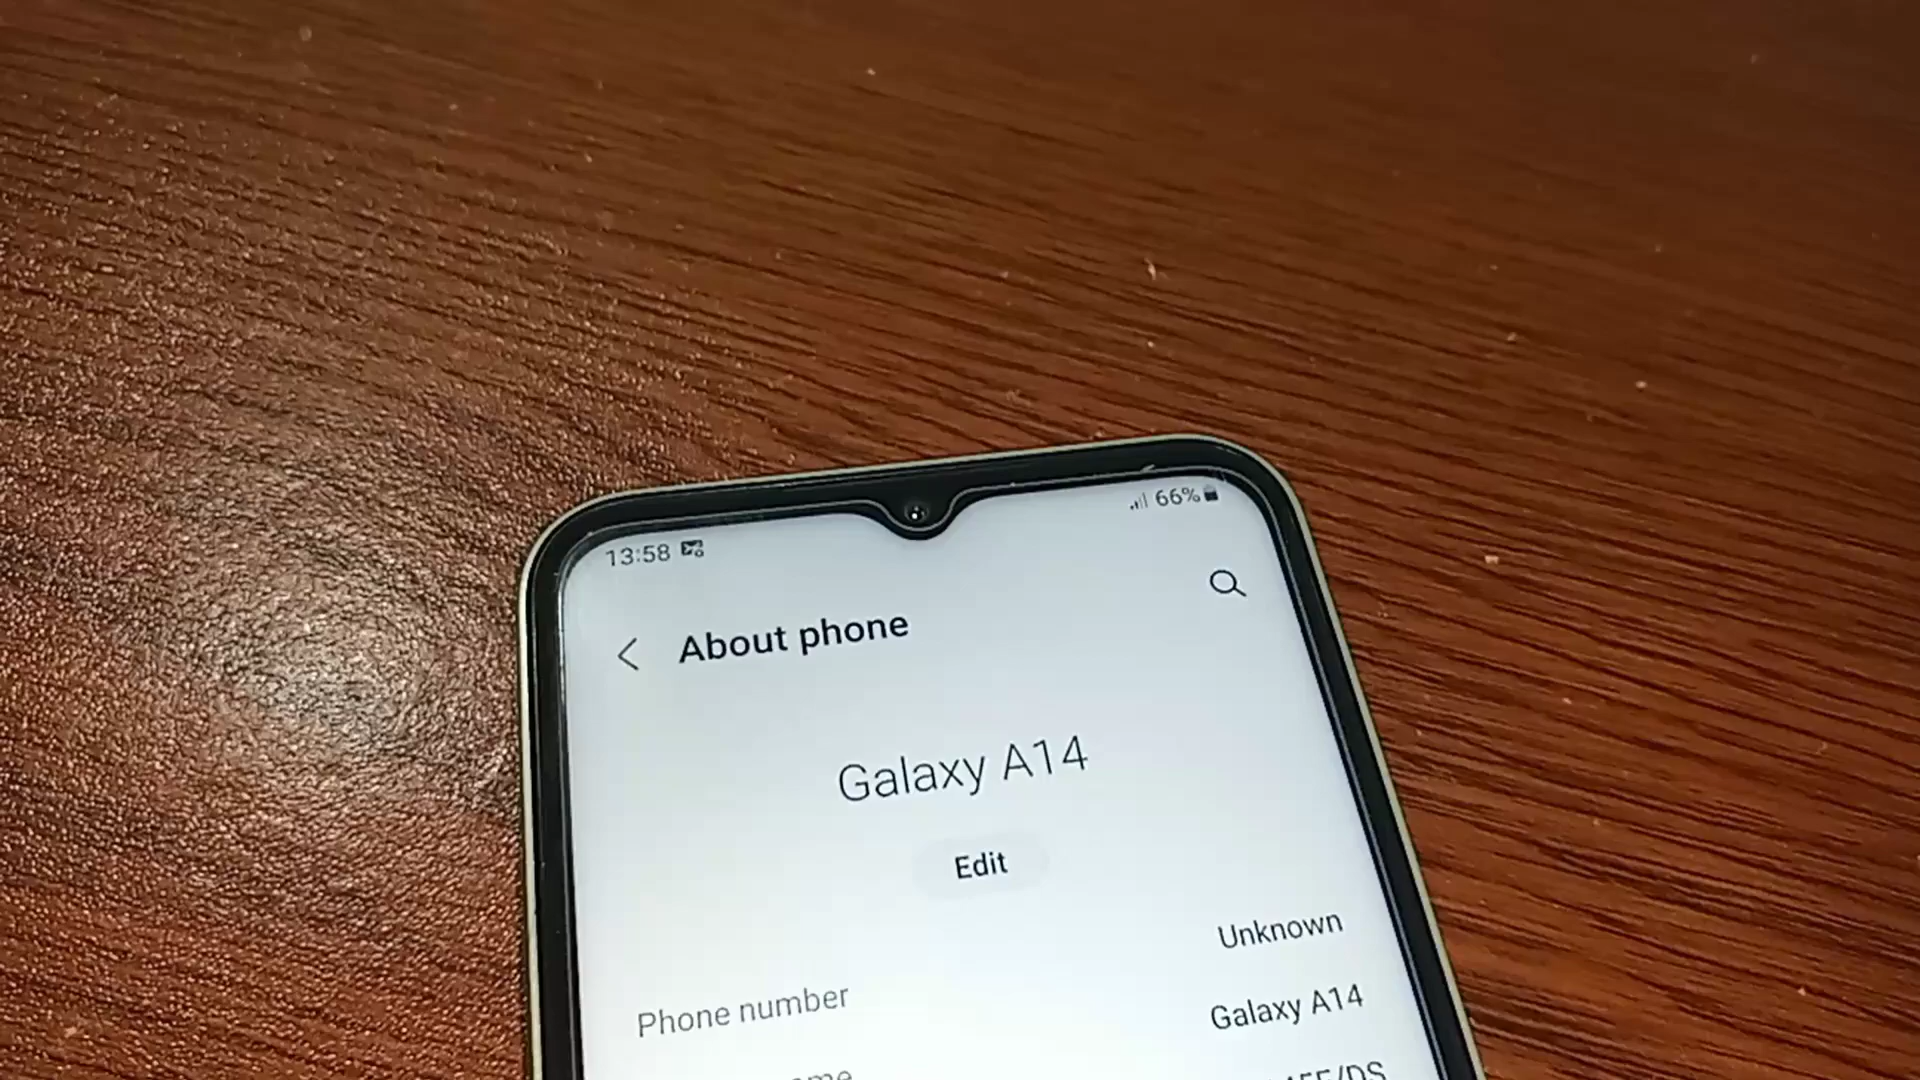 13:58
66%
About phone
Galaxy A14
Edit
Phone number Unknown
Galaxy A14